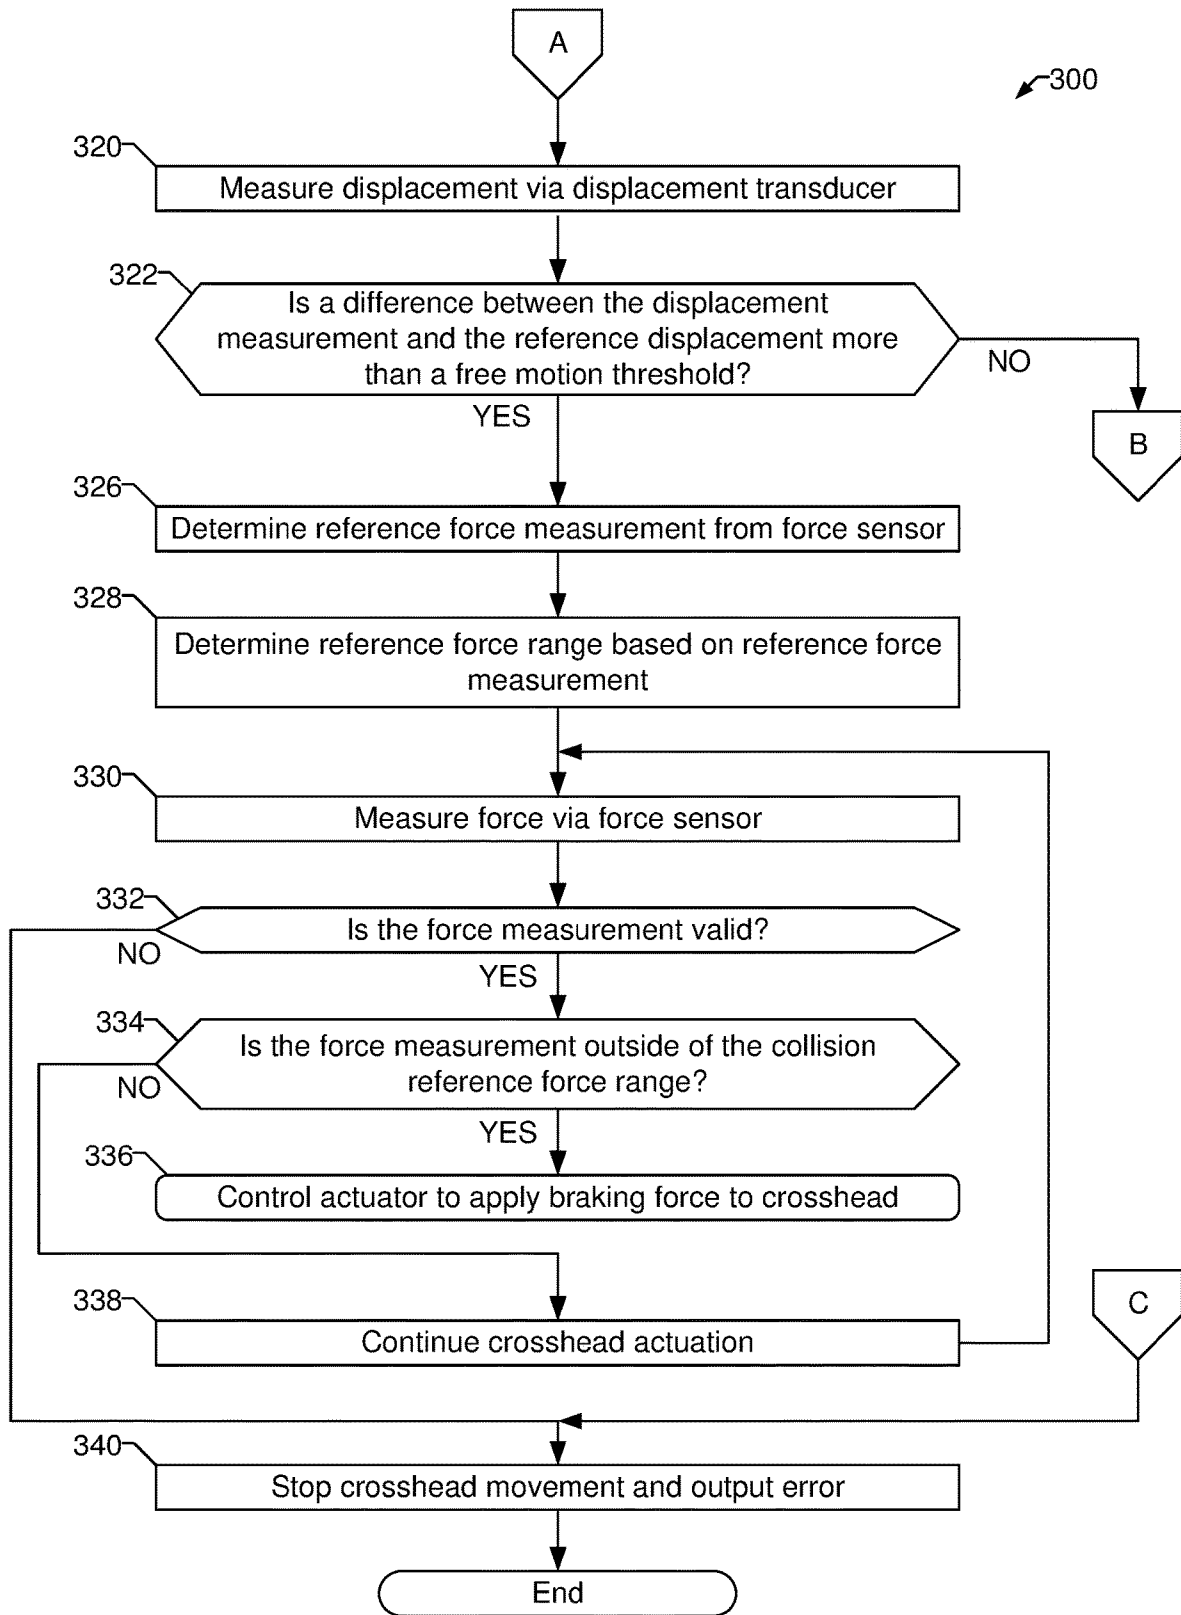 A
300
320
Measure displacement via displacement transducer
322
Is a difference between the displacement
measurement and the reference displacement more
than a free motion threshold?
NO
YES
B
326
Determine reference force measurement from force sensor
328
Determine reference force range based on reference force
measurement
330
Measure force via force sensor
332
Is the force measurement valid?
NO
YES
334
Is the force measurement outside of the collision
reference force range?
NO
YES
336
Control actuator to apply braking force to crosshead
338
Continue crosshead actuation
C
340
Stop crosshead movement and output error
End